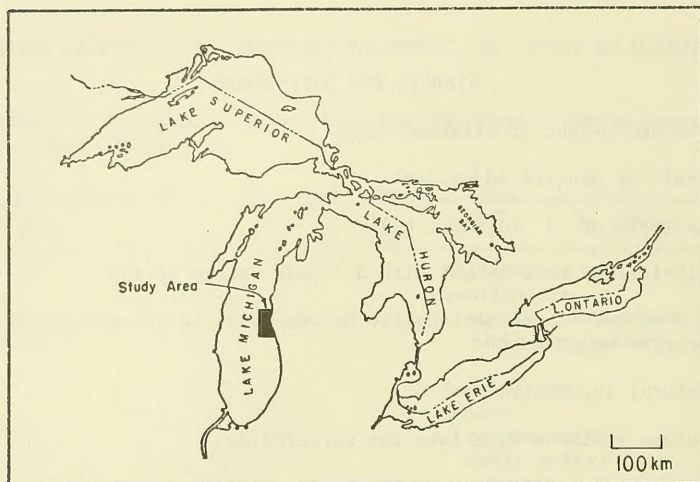 LAKE SUPERIOR
LAKE HURON
GEORGIAN BAY
Study Area
LAKE MICHIGAN
L. ONTARIO
LAKE ERIE
100 km